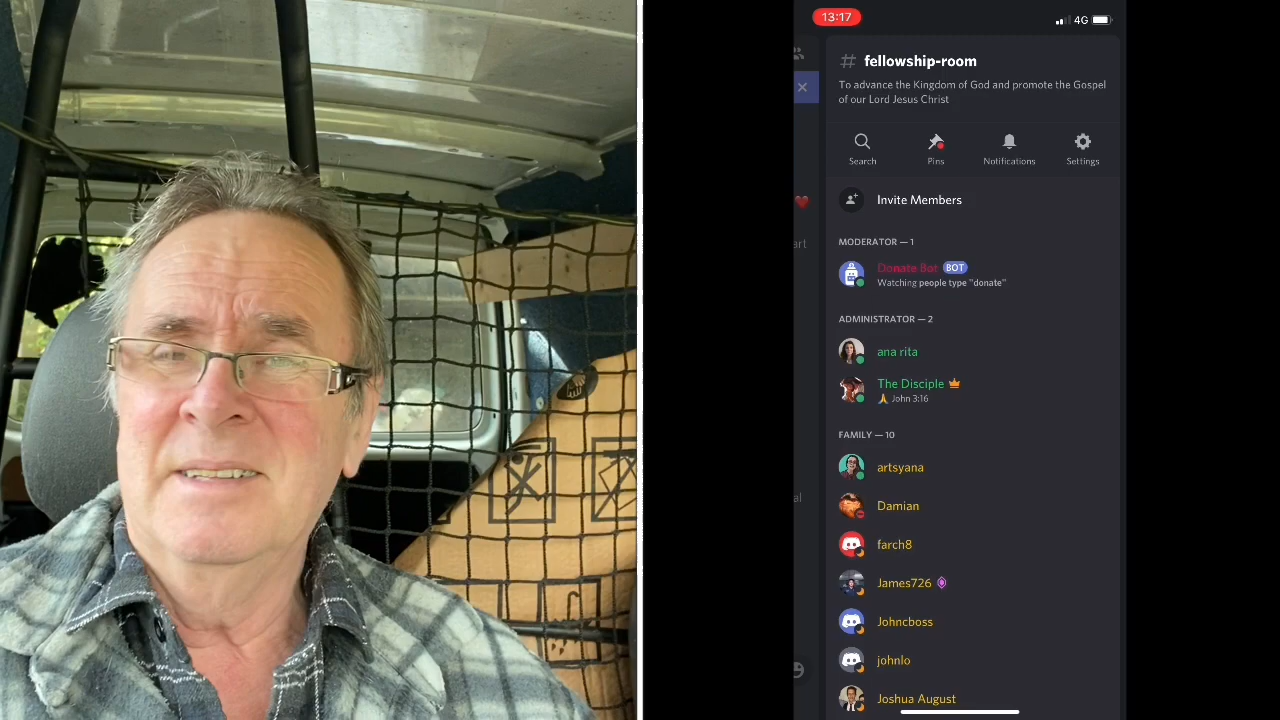 13:17
4G
# fellowship-room
To advance the Kingdom of God and promote the Gospel
of our Lord Jesus Christ
Search
Pins
Notifications
Settings
Invite Members
MODERATOR — 1
Donate Bot BOT
Watching people type "donate"
ADMINISTRATOR — 2
ana rita
The Disciple
🙏 John 3:16
FAMILY — 10
artsyana
Damian
farch8
James726
Johncboss
johnlo
Joshua August
art
al